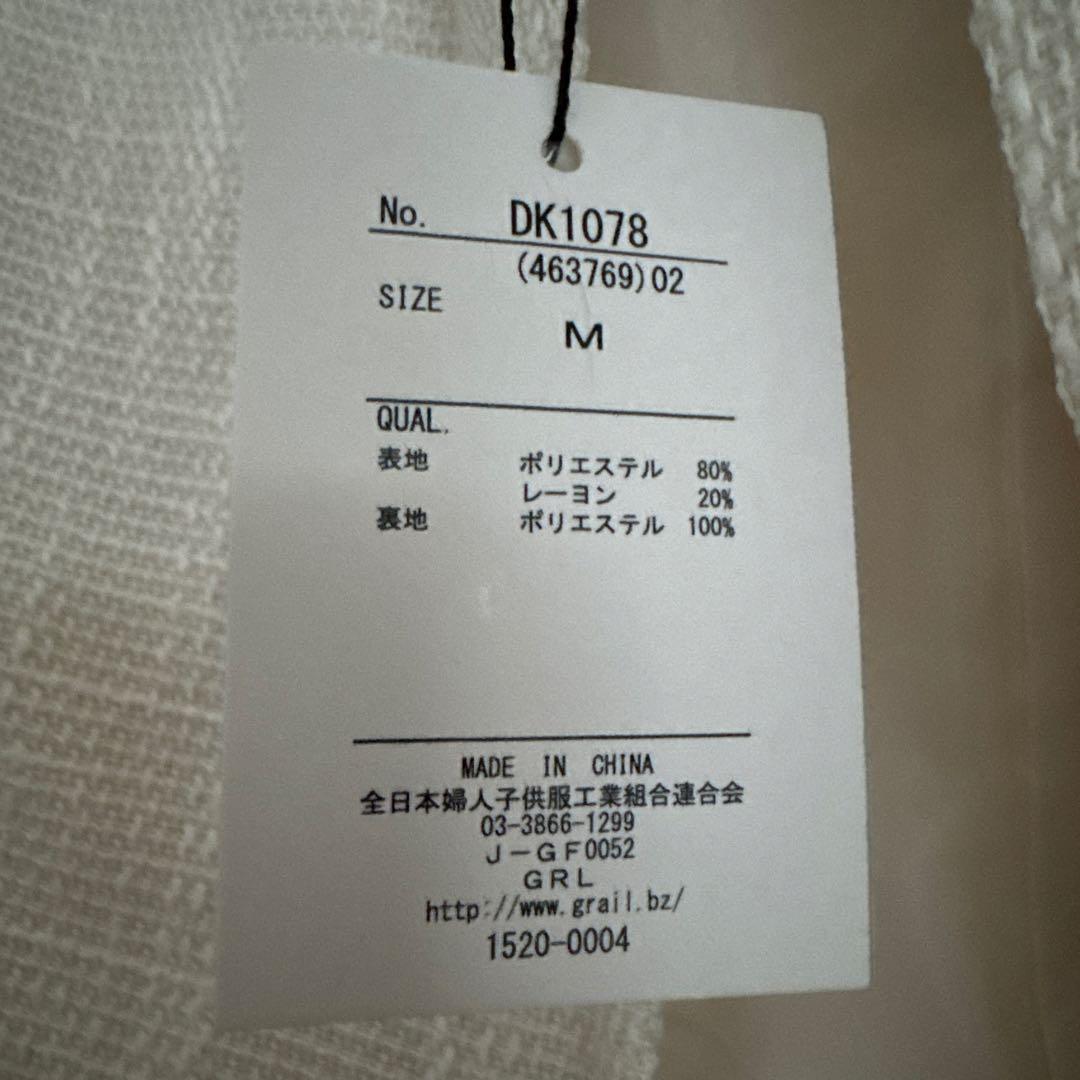 No. DK1078
(463769)02
SIZE
M
QUAL.
表地 ポリエステル 80%
レーヨン 20%
裏地 ポリエステル 100%
MADE IN CHINA
全日本婦人子供服工業組合連合会
03-3866-1299
J-GF0052
GRL
http://www.grail.bz/
1520-0004